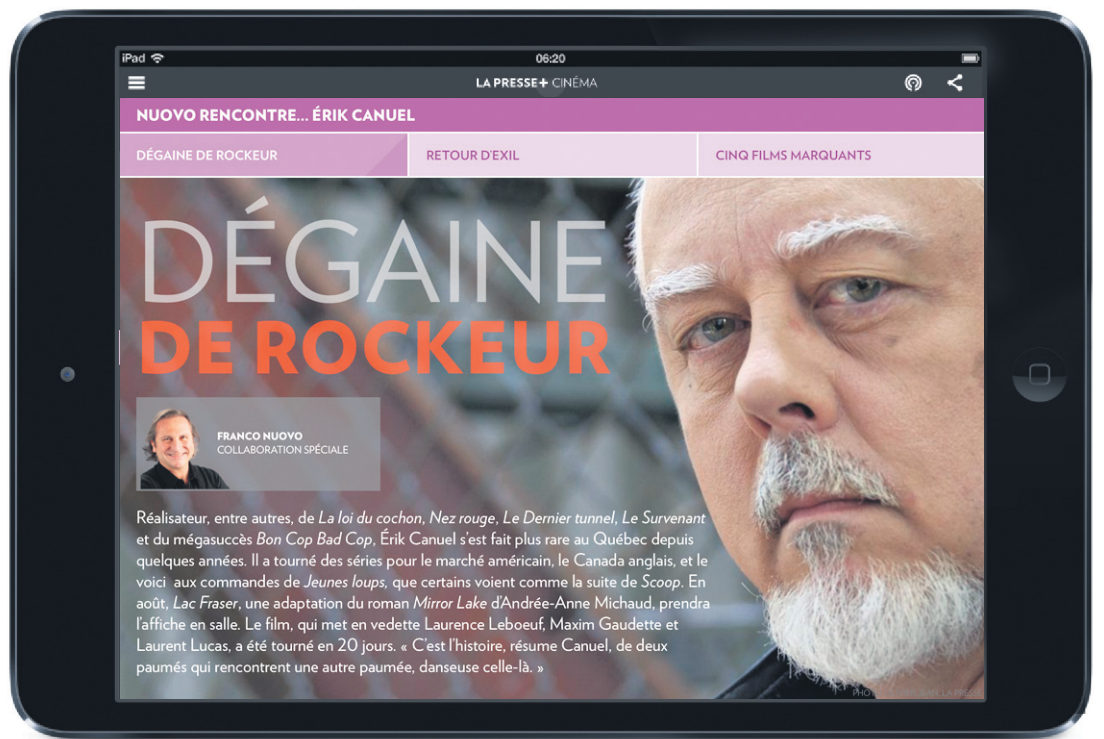 iPad
06:20
LA PRESSE+ CINÉMA
NUOVO RENCONTRE... ÉRIK CANUEL
DÉGAINE DE ROCKEUR
RETOUR D'EXIL
CINQ FILMS MARQUANTS
DÉGAINE
DE ROCKEUR
FRANCO NUOVO
COLLABORATION SPÉCIALE
Réalisateur, entre autres, de La loi du cochon, Nez rouge, Le Dernier tunnel, Le Survenant
et du mégasuccès Bon Cop Bad Cop, Érik Canuel s'est fait plus rare au Québec depuis
quelques années. Il a tourné des séries pour le marché américain, le Canada anglais, et le
voici aux commandes de Jeunes loups, que certains voient comme la suite de Scoop. En
août, Lac Fraser, une adaptation du roman Mirror Lake d'Andrée-Anne Michaud, prendra
l'affiche en salle. Le film, qui met en vedette Laurence Leboeuf, Maxim Gaudette et
Laurent Lucas, a été tourné en 20 jours. « C'est l'histoire, résume Canuel, de deux
paumés qui rencontrent une autre paumée, danseuse celle-là. »
LA PRESSE